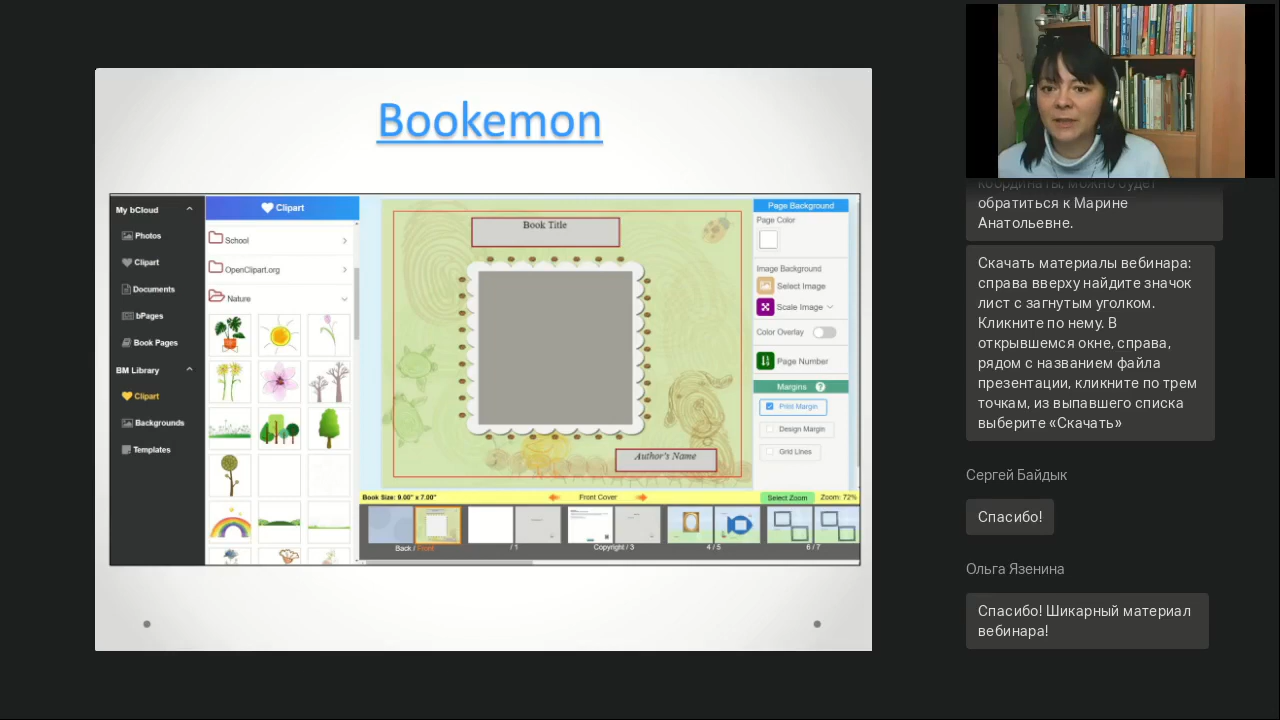 Bookemon
My bCloud
Photos
Clipart
Documents
bPages
Book Pages
BM Library
Clipart
Backgrounds
Templates
Clipart
School
OpenClipart.org
Nature
Book Title
Author's Name
Page Background
Page Color
Image Background
Select Image
Scale Image
Color Overlay
Page Number
Margins ?
Print Margin
Design Margin
Grid Lines
Book Size: 9.00" x 7.00"
Front Cover
Select Zoom
Zoom: 72%
Back / Front
/ 1
Copyright / 3
4 / 5
6 / 7
координаты, можно будет
обратиться к Марине
Анатольевне.
Скачать материалы вебинара:
справа вверху найдите значок
лист с загнутым уголком.
Кликните по нему. В
открывшемся окне, справа,
рядом с названием файла
презентации, кликните по трем
точкам, из выпавшего списка
выберите «Скачать»
Сергей Байдык
Спасибо!
Ольга Язенина
Спасибо! Шикарный материал
вебинара!